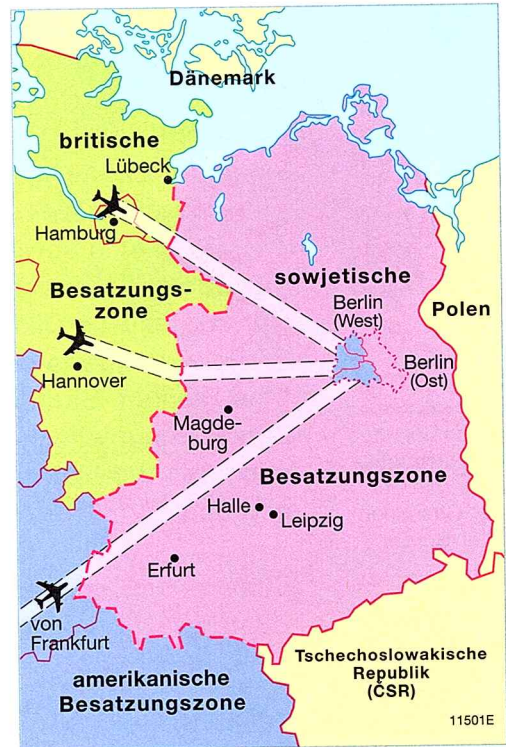 Dänemark
britische
Lübeck
Hamburg
Besatzungs-
zone
Hannover
sowjetische
Berlin
(West)
Polen
Berlin
(Ost)
Magde-
burg
Besatzungszone
Halle
Leipzig
Erfurt
von
Frankfurt
amerikanische
Besatzungszone
Tschechoslowakische
Republik
(ČSR)
11501E